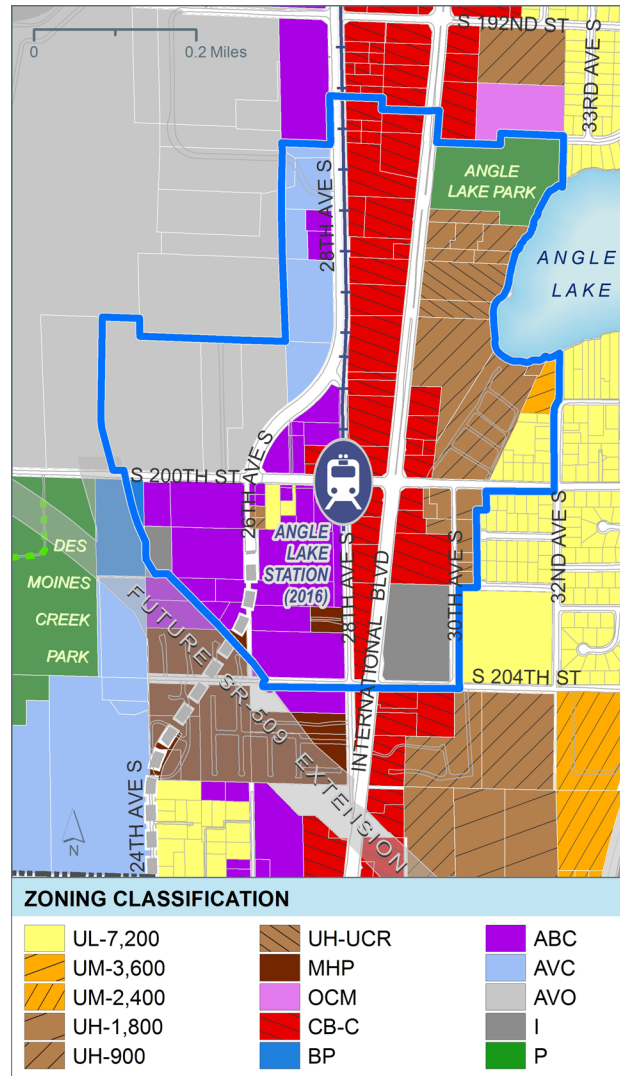 S 192ND ST
0
0.2 Miles
33RD AVE S
ANGLE
LAKE PARK
28TH AVE S
ANGLE
LAKE
S 200TH ST
26TH AVE S
ANGLE
LAKE
STATION
(2016)
28TH AVE S
INTERNATIONAL BLVD
30TH AVE S
32ND AVE S
DES
MOINES
CREEK
PARK
FUTURE SR-509 EXTENSION
S 204TH ST
24TH AVE S
N
ZONING CLASSIFICATION
UL-7,200
UM-3,600
UM-2,400
UH-1,800
UH-900
UH-UCR
MHP
OCM
CB-C
BP
ABC
AVC
AVO
I
P